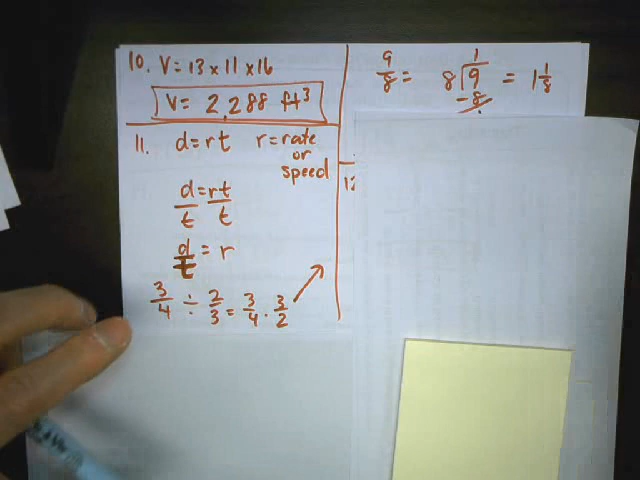 10. V = 13 x 11 x 16
V = 2,288 ft³
11. d = rt r = rate
or
speed
d = rt
t t
d/t = r
3/4 ÷ 2/3 = 3/4 · 3/2
9/8 = 8)9 = 1 1/8
1
-8